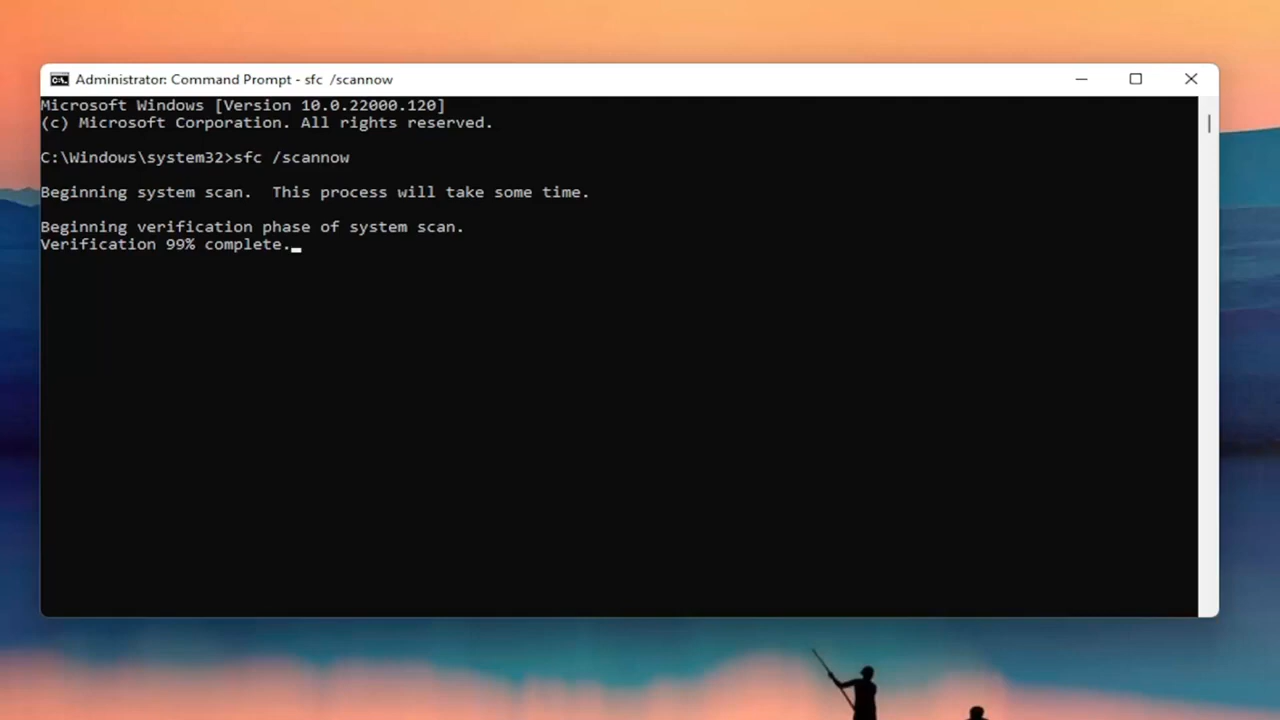 Administrator: Command Prompt - sfc  /scannow
Microsoft Windows [Version 10.0.22000.120]
(c) Microsoft Corporation. All rights reserved.
C:\Windows\system32>sfc /scannow
Beginning system scan.  This process will take some time.
Beginning verification phase of system scan.
Verification 99% complete.